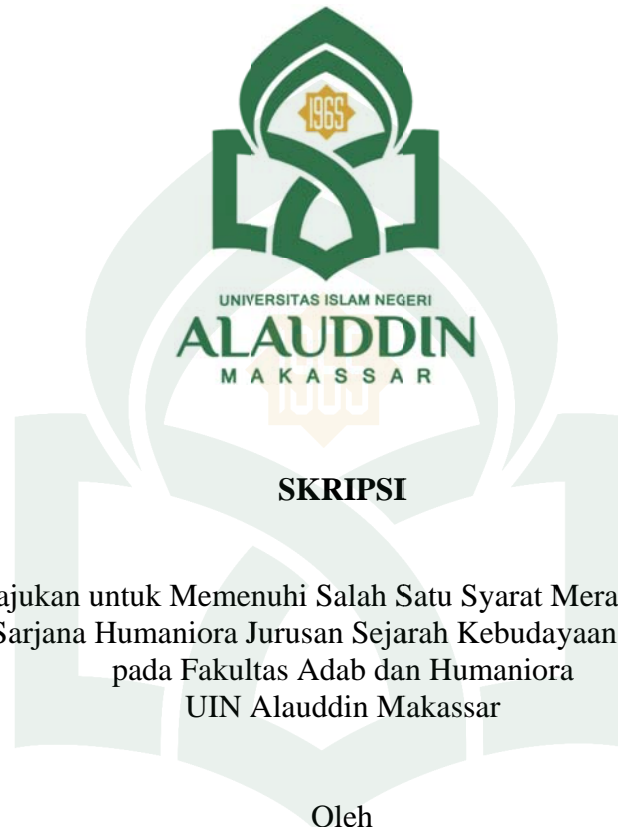 1965
UNIVERSITAS ISLAM NEGERI
ALAUDDIN
MAKASSAR
1965
SKRIPSI
ajukan untuk Memenuhi Salah Satu Syarat Mera
Sarjana Humaniora Jurusan Sejarah Kebudayaan
pada Fakultas Adab dan Humaniora
UIN Alauddin Makassar
Oleh